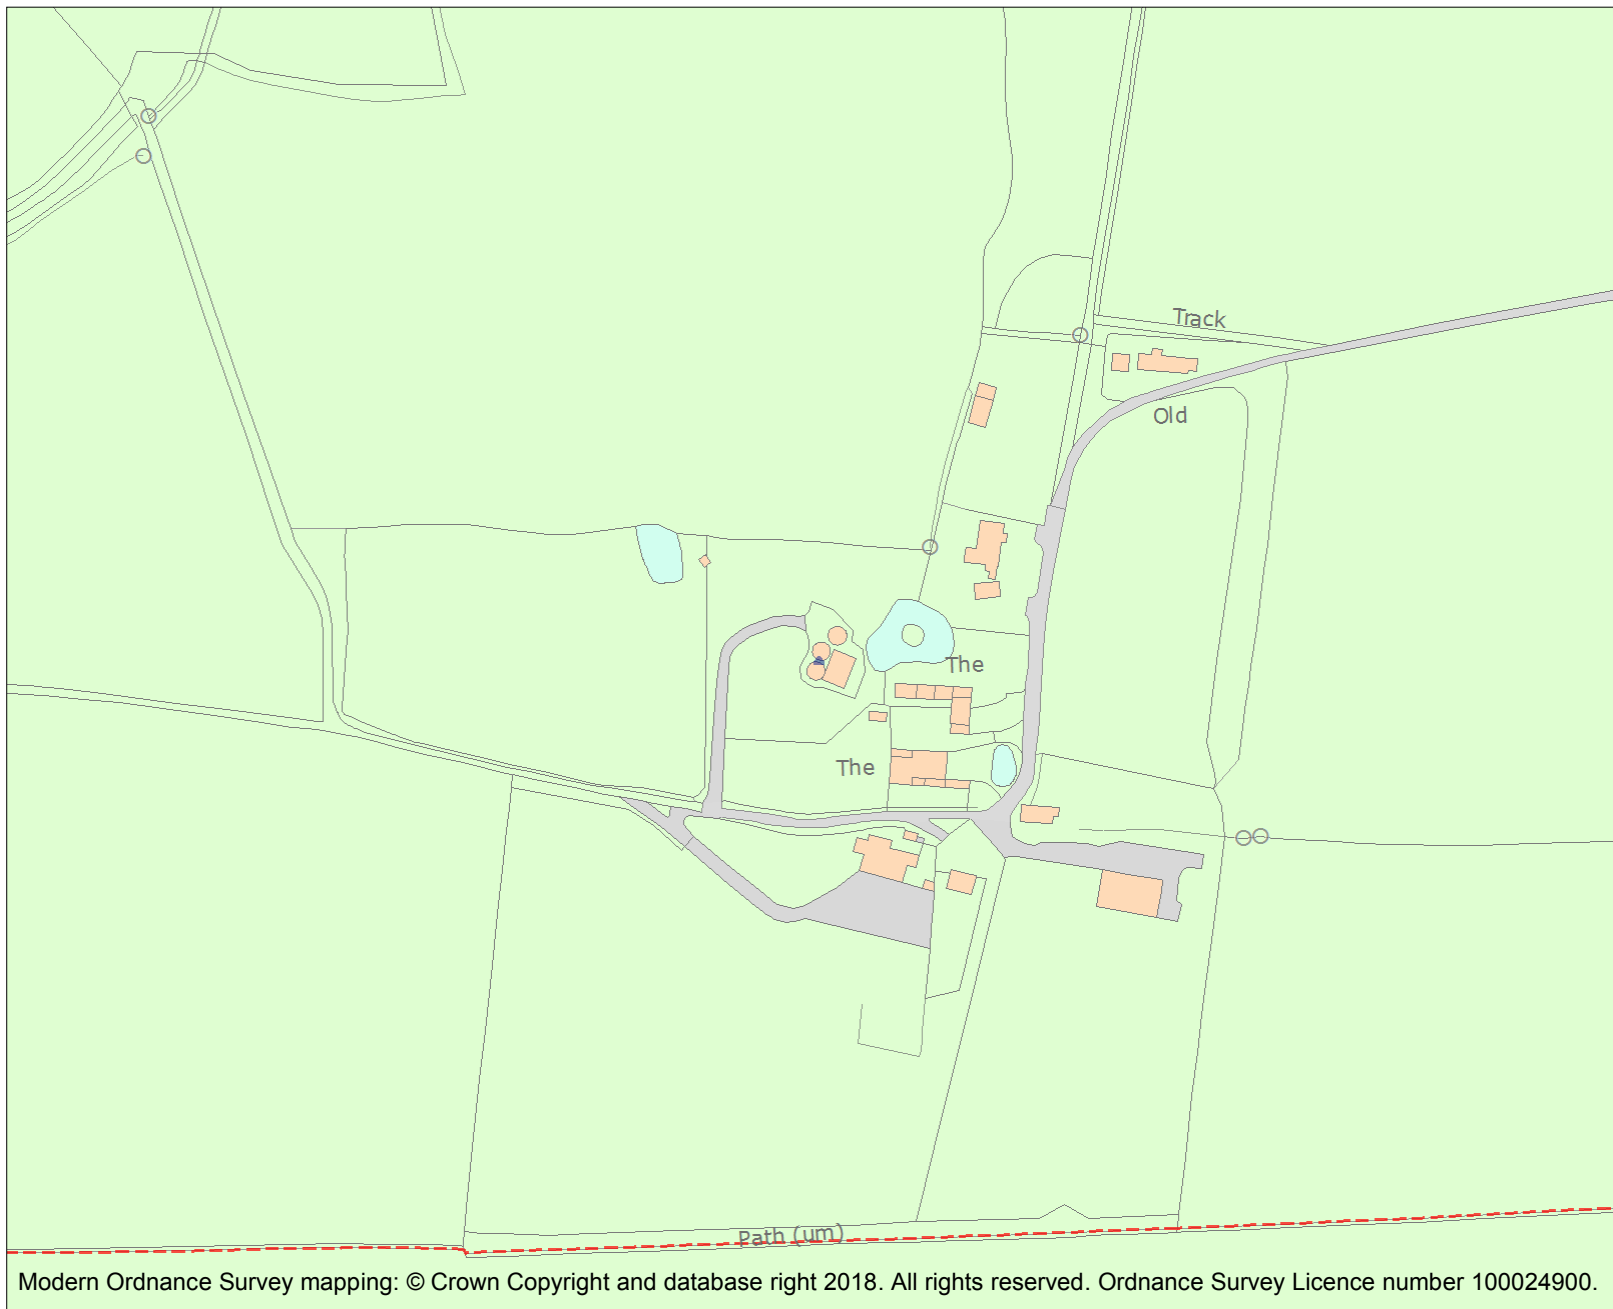 Track
Old
The
The
Path (um)
Modern Ordnance Survey mapping: © Crown Copyright and database right 2018. All rights reserved. Ordnance Survey Licence number 100024900.